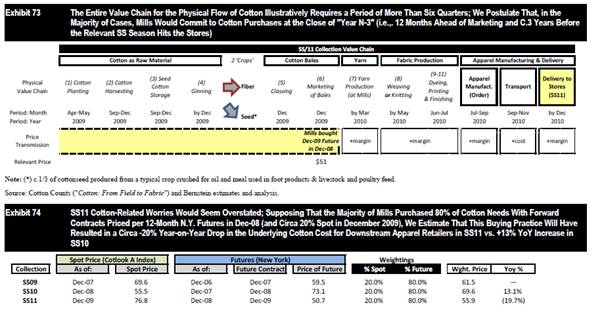 Exhibit 73
The Entire Value Chain for the Physical Flow of Cotton Illustratively Requires a Period of More Than Six Quarters; We Postulate That, in the Majority of Cases, Mills Would Commit to Cotton Purchases at the Close of "Year N-3" (i.e., 12 Months Ahead of Marketing and C.3 Years Before the Relevant SS Season Hits the Stores)
SS/11 Collection Value Chain
Cotton as Raw Material 2 'Crops' Cotton Bales Yarn Fabric Production Apparel Manufacturing & Delivery
Physical Value Chain (1) Cotton Planting (2) Cotton Harvesting (3) Seed Cotton Storage (4) Ginning Fiber (5) Classing (6) Marketing of Bales (7) Yarn Production (at Mills) (8) Weaving or Knitting (9-11) Dyeing, Printing & Finishing Apparel Manufact. (Order) Transport Delivery to Stores (SS11)
Seed*
Period: Month Apr-May Sep-Dec Sep-Dec by Dec Dec Dec by Mar by Mar Jun-Jul Jul-Sep Sep-Nov by Dec
Period: Year 2009 2009 2009 2009 2009 2009 2010 2010 2010 2010 2010 2010
Price Transmission Mills bought Dec-09 Future in Dec-08 +margin +margin +margin +cost +margin
Relevant Price $51
Note: (*) c.1/3 of cottonseed produced from a typical crop crushed for oil and meal used in foot products & livestock and poultry feed.
Source: Cotton Counts ("Cotton: From Field to Fabric") and Bernstein estimates and analysis.
Exhibit 74
SS11 Cotton-Related Worries Would Seem Overstated; Supposing That the Majority of Mills Purchased 80% of Cotton Needs With Forward Contracts Priced per 12-Month N.Y. Futures in Dec-08 (and Circa 20% Spot in December 2009), We Estimate That This Buying Practice Will Have Resulted in a Circa -20% Year-on-Year Drop in the Underlying Cotton Cost for Downstream Apparel Retailers in SS11 vs. +13% YoY Increase in SS10
Spot Price (Cotlook A Index) Futures (New York) Weightings
Collection As of: Spot Price As of: Future Contract Price of Future % Spot % Future Wght. Price Yoy %
SS09 Dec-07 69.6 Dec-06 Dec-07 59.5 20.0% 80.0% 61.5 —
SS10 Dec-08 55.5 Dec-07 Dec-08 73.1 20.0% 80.0% 69.6 13.1%
SS11 Dec-09 76.8 Dec-08 Dec-09 50.7 20.0% 80.0% 55.9 (19.7%)